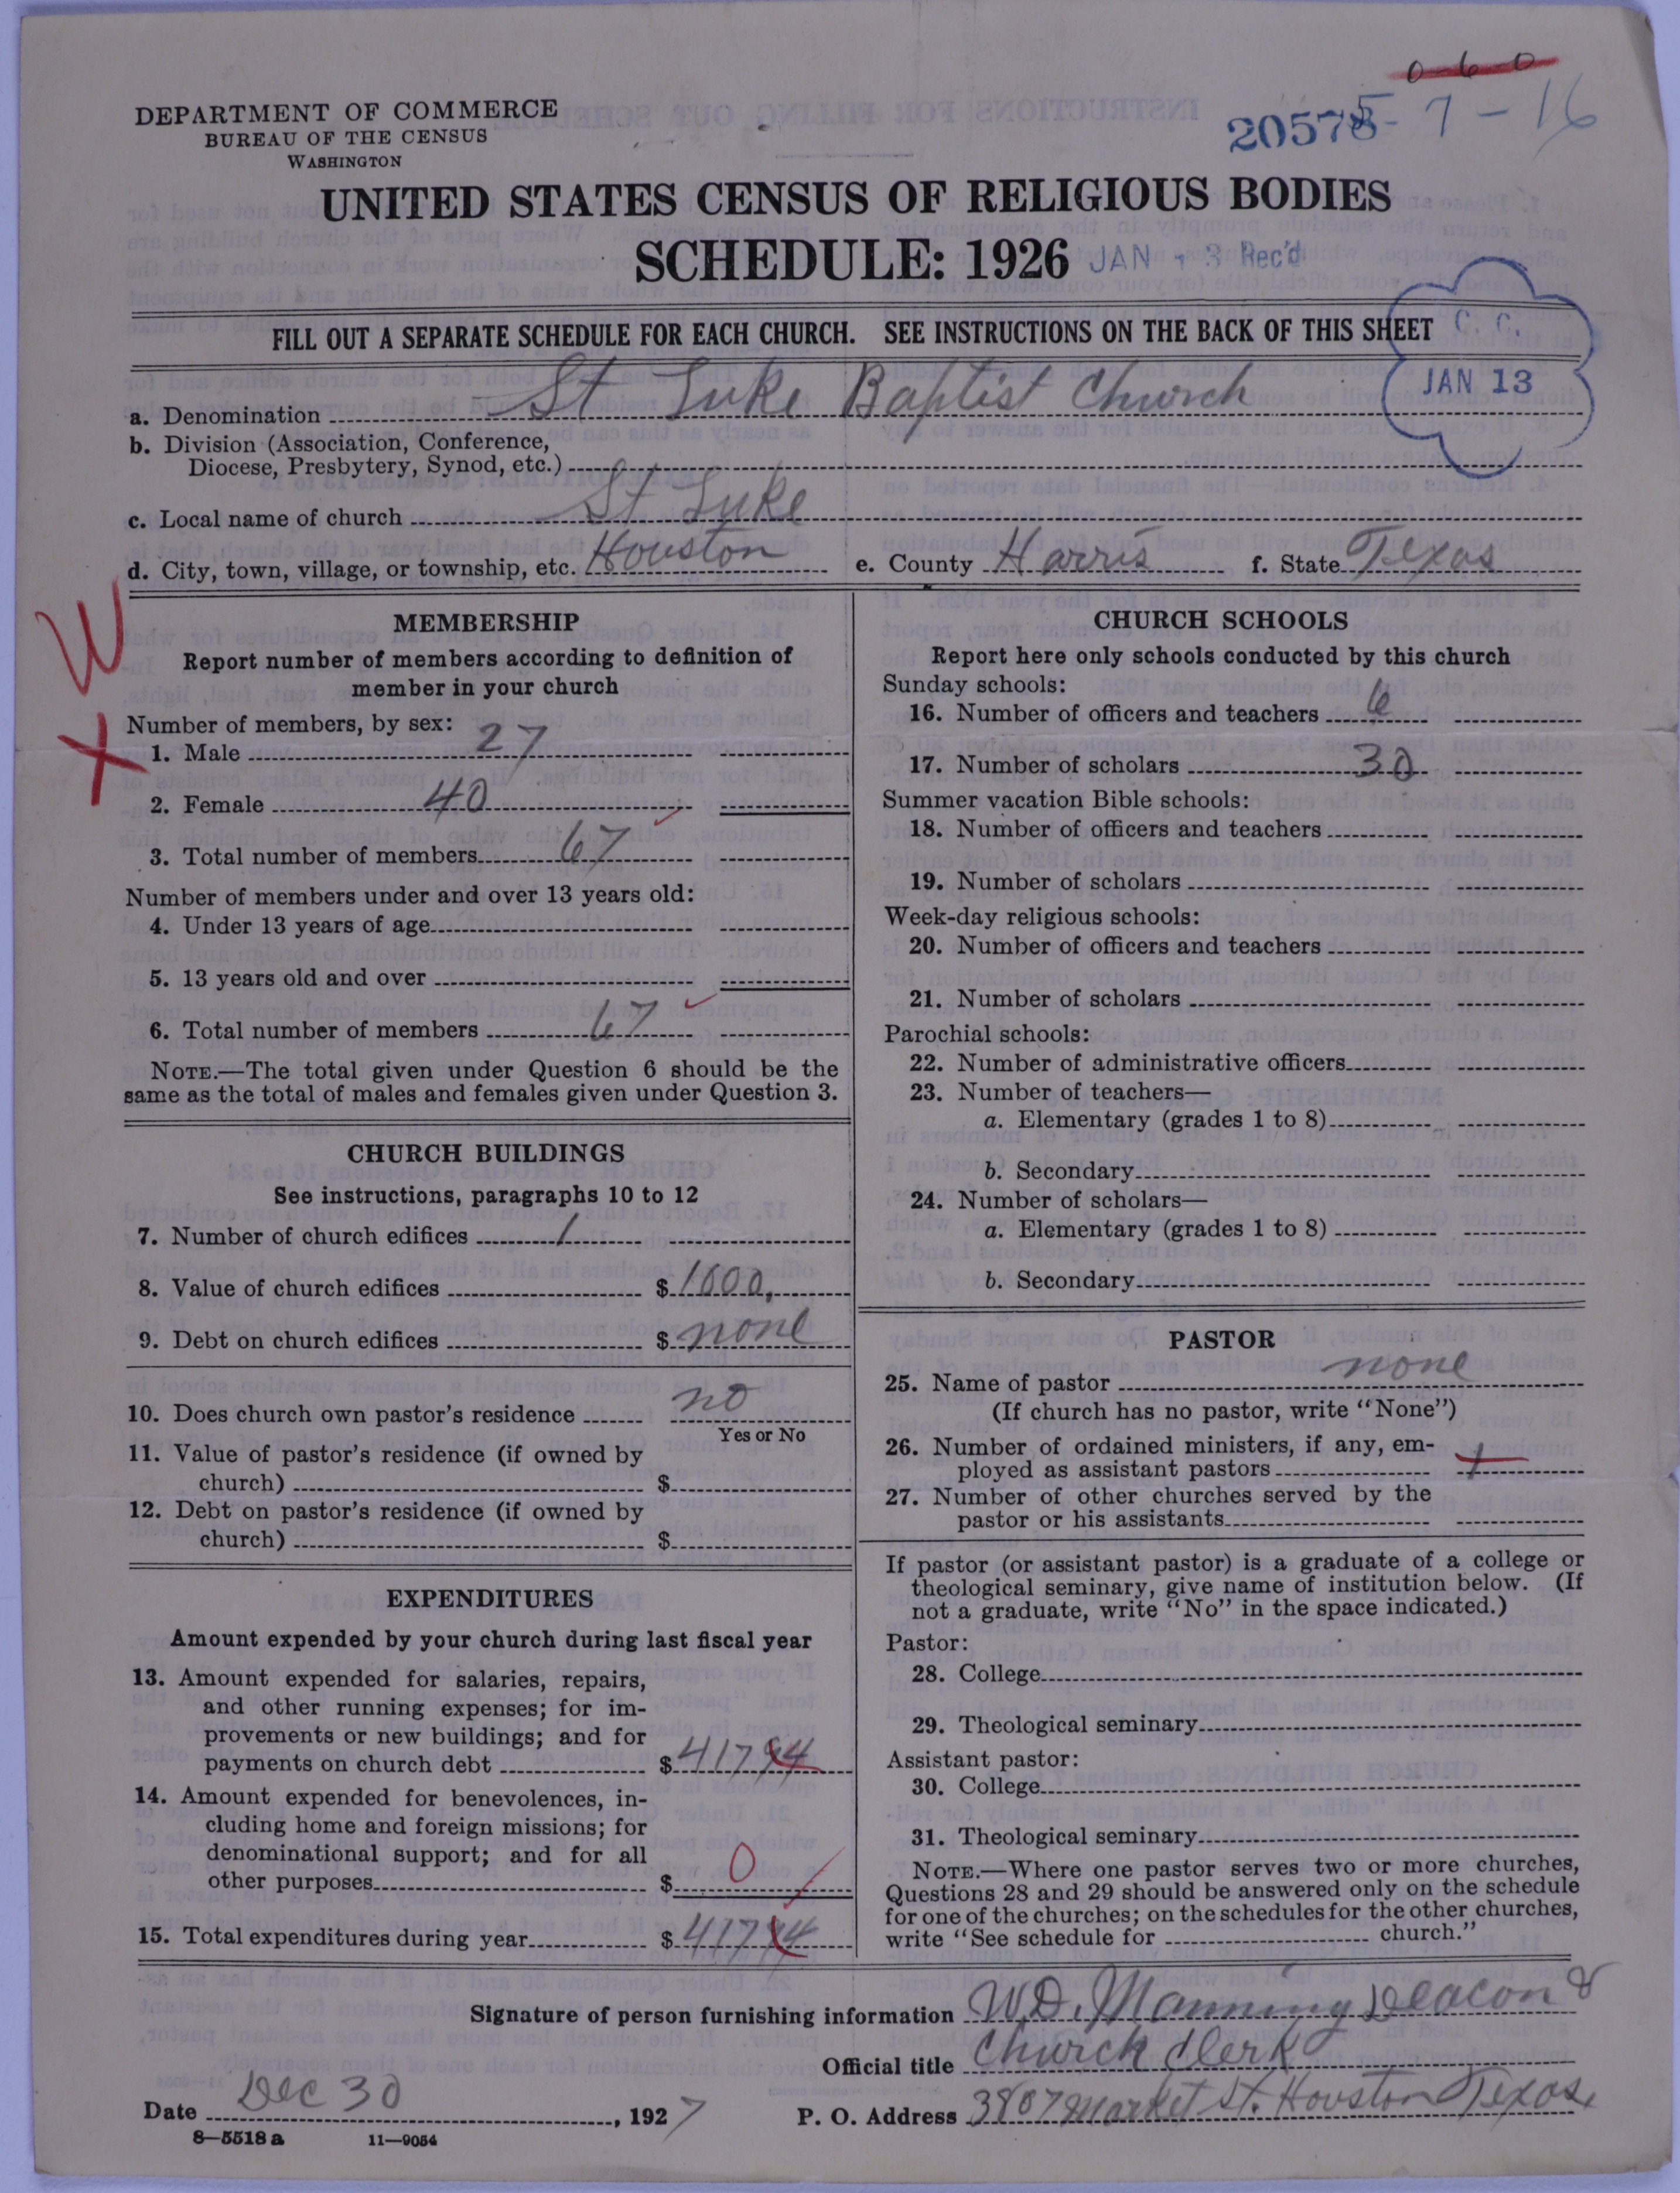 0-6-0
DEPARTMENT OF COMMERCE
BUREAU OF THE CENSUS
WASHINGTON
7-16
UNITED STATES CENSUS OF RELIGIOUS BODIES
SCHEDULE: 1926
JAN 13 Rec'd
FILL OUT A SEPARATE SCHEDULE FOR EACH CHURCH. SEE INSTRUCTIONS ON THE BACK OF THIS SHEET
C. C.
JAN 13
a. Denomination St Luke Baptist Church
b. Division (Association, Conference,
Diocese, Presbytery, Synod, etc.)
c. Local name of church St Luke
d. City, town, village, or township, etc. Houston e. County Harris f. State Texas
W
X
MEMBERSHIP
Report number of members according to definition of
member in your church
Number of members, by sex:
1. Male 27
2. Female 40
3. Total number of members 67
Number of members under and over 13 years old:
4. Under 13 years of age
5. 13 years old and over
6. Total number of members 67
NOTE.—The total given under Question 6 should be the
same as the total of males and females given under Question 3.
CHURCH BUILDINGS
See instructions, paragraphs 10 to 12
7. Number of church edifices 1
8. Value of church edifices $1000.
9. Debt on church edifices $ none
10. Does church own pastor's residence no
Yes or No
11. Value of pastor's residence (if owned by
church) $
12. Debt on pastor's residence (if owned by
church) $
EXPENDITURES
Amount expended by your church during last fiscal year
13. Amount expended for salaries, repairs,
and other running expenses; for im-
provements or new buildings; and for
payments on church debt $
14. Amount expended for benevolences, in-
cluding home and foreign missions; for
denominational support; and for all
other purposes $ 0
15. Total expenditures during year $
CHURCH SCHOOLS
Report here only schools conducted by this church
Sunday schools:
16. Number of officers and teachers 6
17. Number of scholars 30
Summer vacation Bible schools:
18. Number of officers and teachers
19. Number of scholars
Week-day religious schools:
20. Number of officers and teachers
21. Number of scholars
Parochial schools:
22. Number of administrative officers
23. Number of teachers—
a. Elementary (grades 1 to 8)
b. Secondary
24. Number of scholars—
a. Elementary (grades 1 to 8)
b. Secondary
PASTOR
25. Name of pastor none
(If church has no pastor, write "None")
26. Number of ordained ministers, if any, em-
ployed as assistant pastors 1
27. Number of other churches served by the
pastor or his assistants
If pastor (or assistant pastor) is a graduate of a college or
theological seminary, give name of institution below. (If
not a graduate, write "No" in the space indicated.)
Pastor:
28. College
29. Theological seminary
Assistant pastor:
30. College
31. Theological seminary
NOTE.—Where one pastor serves two or more churches,
Questions 28 and 29 should be answered only on the schedule
for one of the churches; on the schedules for the other churches,
write "See schedule for church."
Signature of person furnishing information W.D. Manning Deacon &
Official title Church Clerk
Date Dec 30, 1927 P. O. Address 3807 Market St. Houston Texas
8—5518 a 11—9054